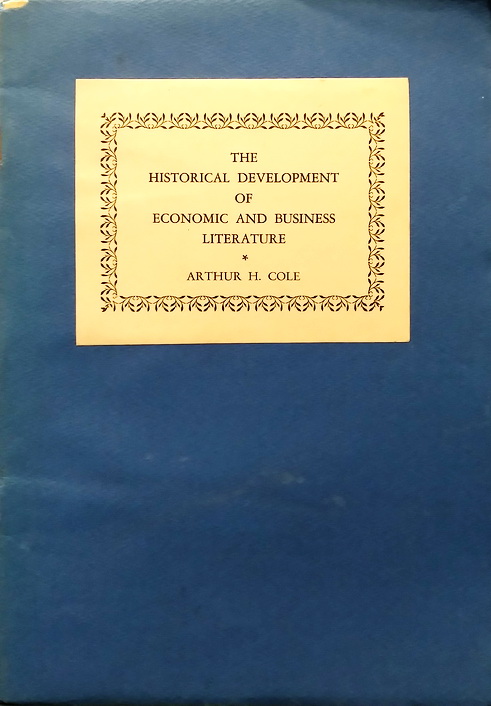 THE
HISTORICAL DEVELOPMENT
OF
ECONOMIC AND BUSINESS
LITERATURE
*
ARTHUR H. COLE